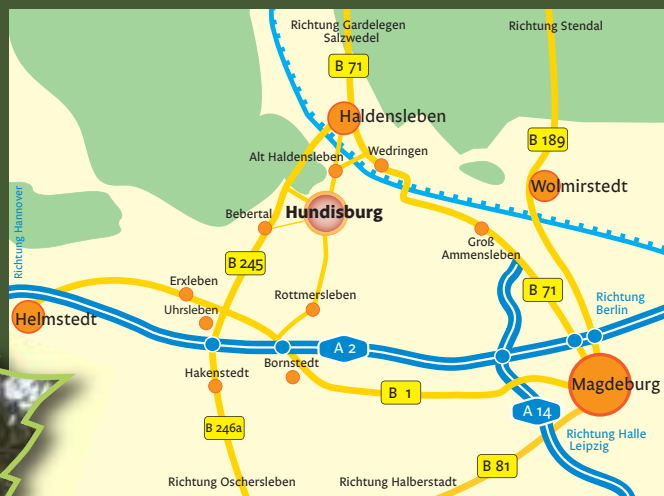 Richtung Gardelegen
Salzwedel
Richtung Stendal
B 71
Haldensleben
B 189
Alt Haldensleben
Wedringen
Wolmirstedt
Richtung Hannover
Bebertal
Hundisburg
Groß
Ammensleben
B 245
Erxleben
Rottmersleben
B 71
Richtung
Berlin
Uhrsleben
Helmstedt
A 2
Bornstedt
Hakenstedt
Magdeburg
B 1
A 14
B 246a
Richtung Halle
Leipzig
B 81
Richtung Oschersleben
Richtung Halberstadt